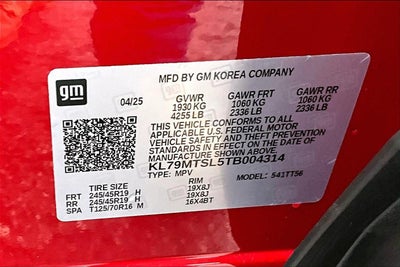 MFD BY GM KOREA COMPANY
gm
04/25 GVWR GAWR FRT GAWR RR
1930 KG 1060 KG 1060 KG
4255 LB 2336 LB 2336 LB
THIS VEHICLE CONFORMS TO ALL
APPLICABLE U.S. FEDERAL MOTOR
VEHICLE SAFETY AND THEFT PREVENTION
STANDARDS IN EFFECT ON THE DATE OF
MANUFACTURE SHOWN ABOVE.
KL79MTSL5TB004314
TYPE: MPV MODEL: 541TT56
TIRE SIZE RIM
FRT 245/45R19 H 19X8J
RR 245/45R19 H 19X8J
SPA T125/70R16 M 16X4BT